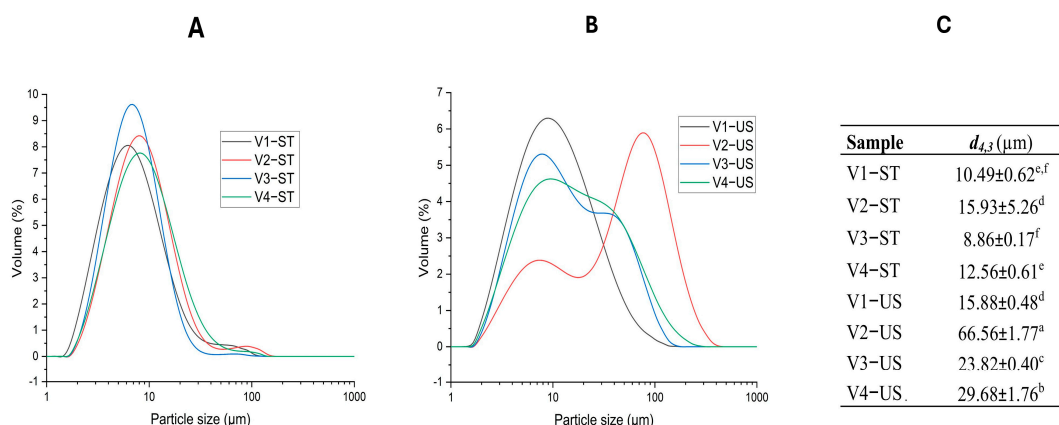 A
B
C
10
9
8
7
6
5
4
3
2
1
0
-1
Volume (%)
1
10
100
1000
Particle size (µm)
V1−ST
V2−ST
V3−ST
V4−ST
7
6
5
4
3
2
1
0
-1
Volume (%)
1
10
100
1000
Particle size (µm)
V1−US
V2−US
V3−US
V4−US
Sample d4,3 (µm)
V1−ST 10.49±0.62e,f
V2−ST 15.93±5.26d
V3−ST 8.86±0.17f
V4−ST 12.56±0.61e
V1−US 15.88±0.48d
V2−US 66.56±1.77a
V3−US 23.82±0.40c
V4−US. 29.68±1.76b